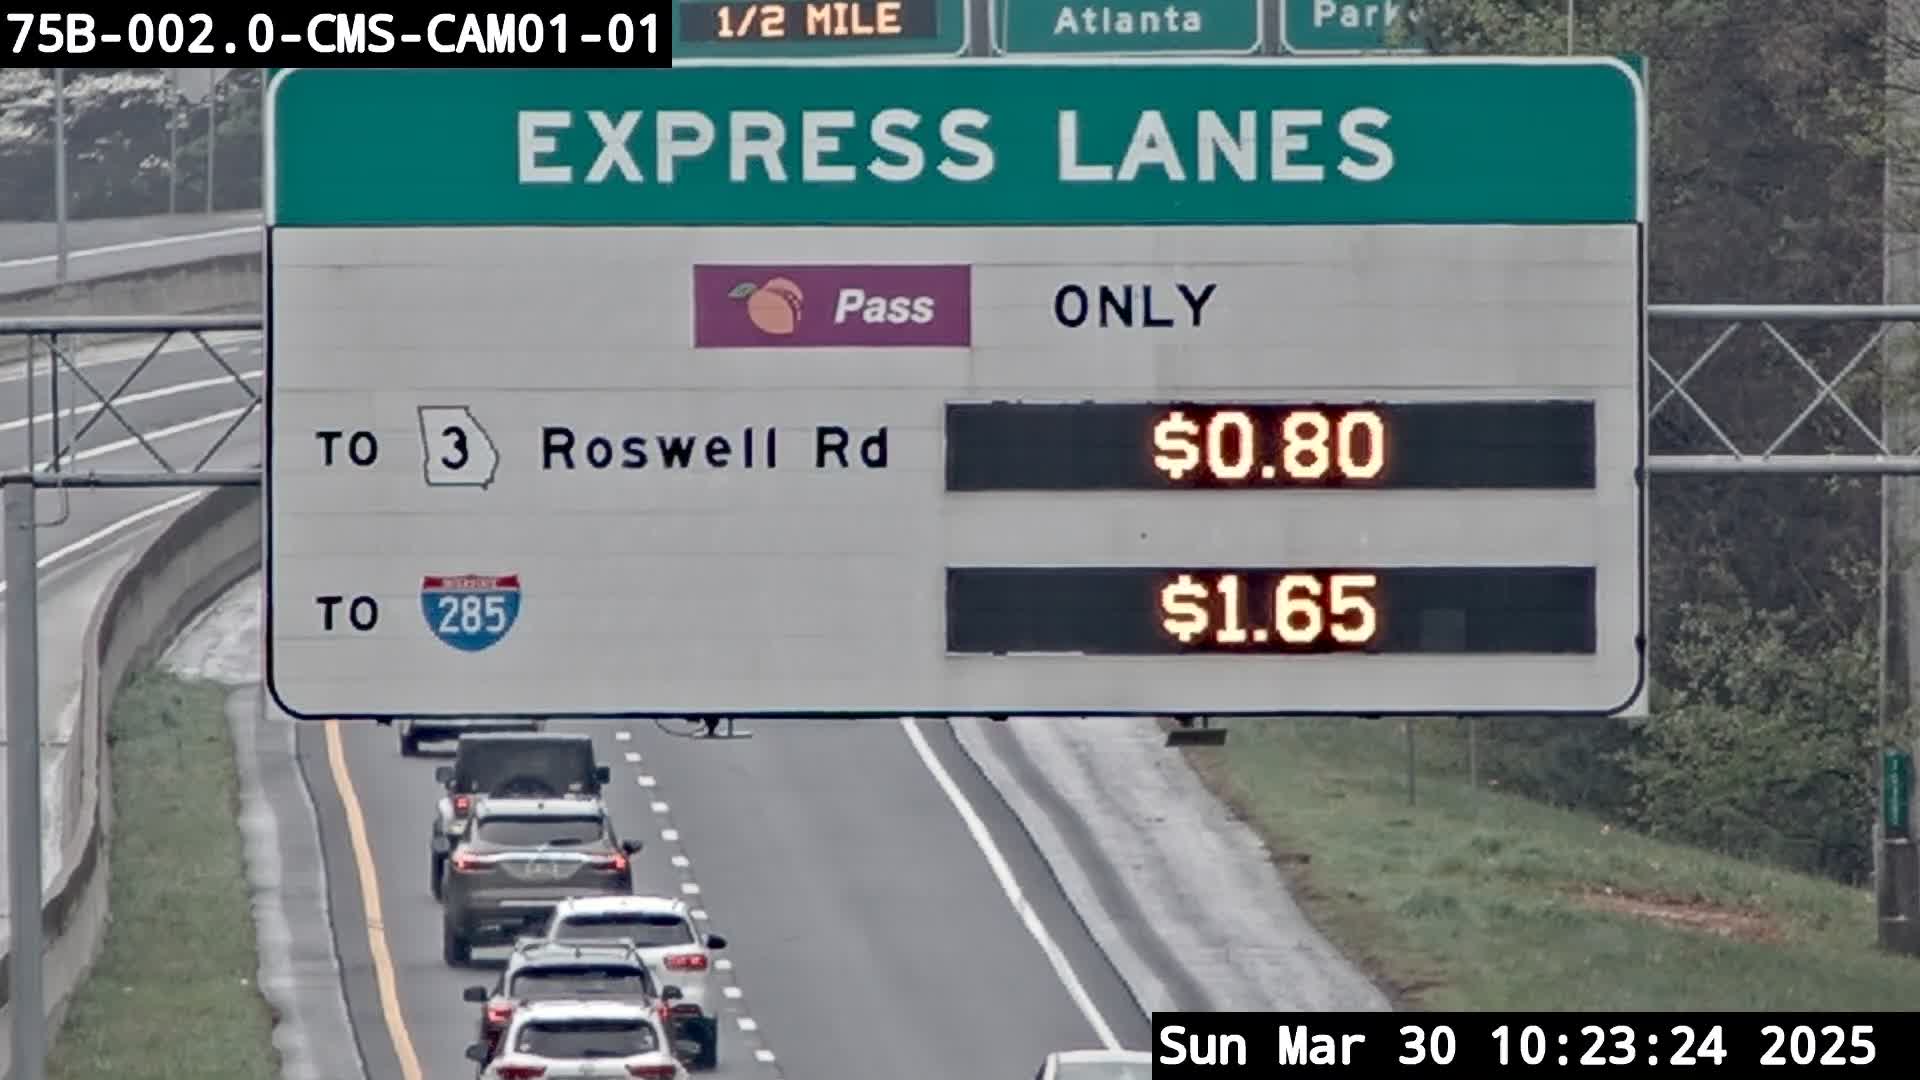 75B-002.0-CMS-CAM01-01
1/2 MILE
Atlanta
EXPRESS LANES
Pass ONLY
TO 3 Roswell Rd $0.80
TO INTERSTATE 285 $1.65
Sun Mar 30 10:23:24 2025